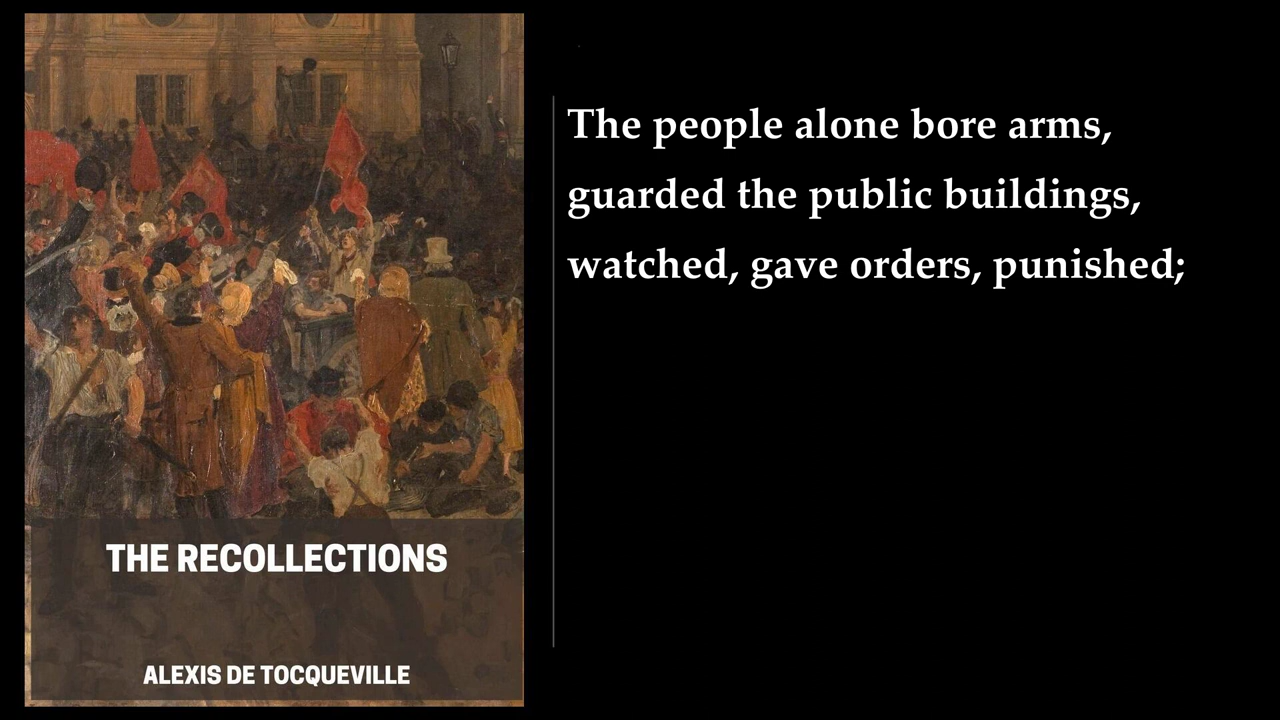 The people alone bore arms,
guarded the public buildings,
watched, gave orders, punished;
THE RECOLLECTIONS
ALEXIS DE TOCQUEVILLE